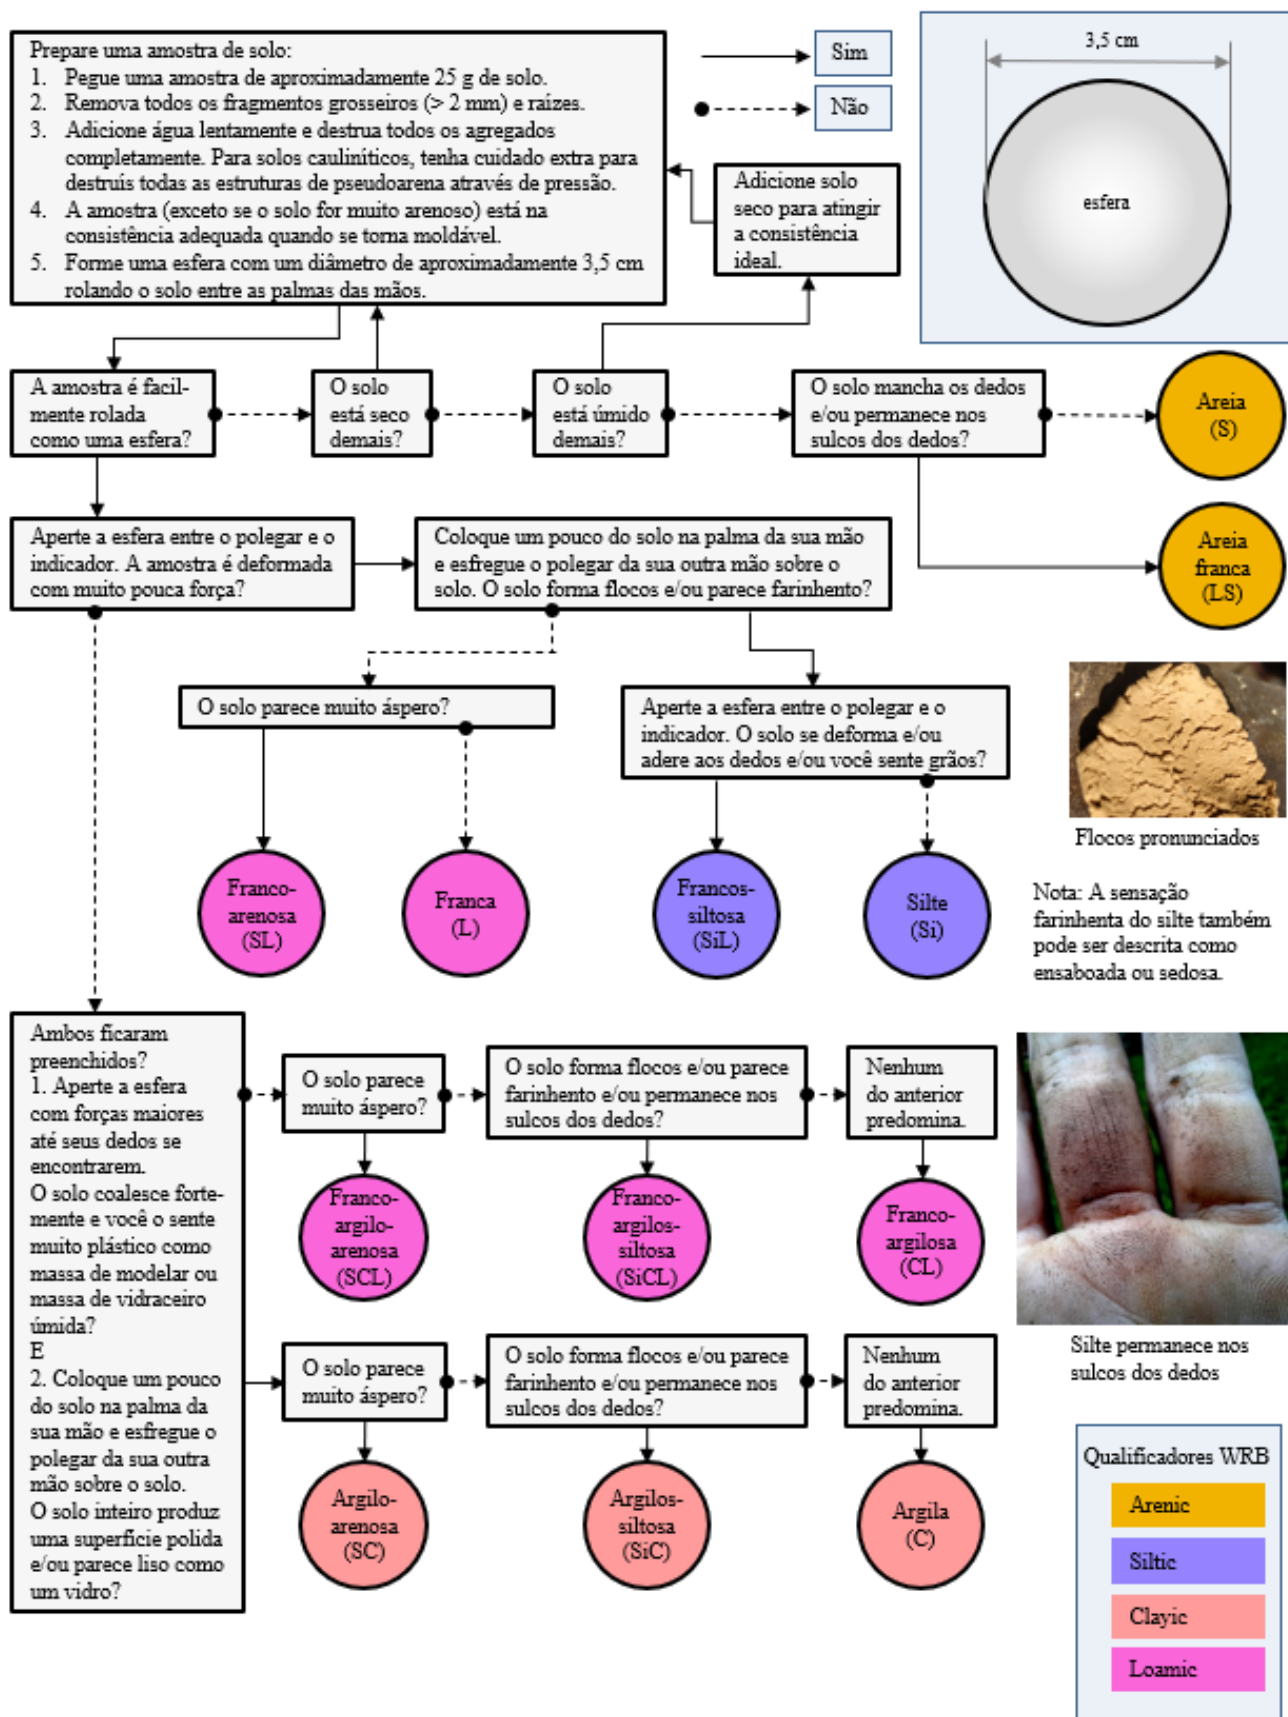 Prepare uma amostra de solo:
1. Pegue uma amostra de aproximadamente 25 g de solo.
2. Remova todos os fragmentos grosseiros (> 2 mm) e raízes.
3. Adicione água lentamente e destrua todos os agregados
completamente. Para solos cauliníticos, tenha cuidado extra para
destruís todas as estruturas de pseudoarena através de pressão.
4. A amostra (exceto se o solo for muito arenoso) está na
consistência adequada quando se torna moldável.
5. Forme uma esfera com um diâmetro de aproximadamente 3,5 cm
rolando o solo entre as palmas das mãos.
Sim
Não
Adicione solo
seco para atingir
a consistência
ideal.
3,5 cm
esfera
A amostra é facil-
mente rolada
como uma esfera?
O solo
está seco
demais?
O solo
está úmido
demais?
O solo mancha os dedos
e/ou permanece nos
sulcos dos dedos?
Areia
(S)
Aperte a esfera entre o polegar e o
indicador. A amostra é deformada
com muito pouca força?
Coloque um pouco do solo na palma da sua mão
e esfregue o polegar da sua outra mão sobre o
solo. O solo forma flocos e/ou parece farinhento?
Areia
franca
(LS)
O solo parece muito áspero?
Aperte a esfera entre o polegar e o
indicador. O solo se deforma e/ou
adere aos dedos e/ou você sente grãos?
Flocos pronunciados
Franco-
arenosa
(SL)
Franca
(L)
Francos-
siltosa
(SiL)
Silte
(Si)
Nota: A sensação
farinhenta do silte também
pode ser descrita como
ensaboada ou sedosa.
Ambos ficaram
preenchidos?
1. Aperte a esfera
com forças maiores
até seus dedos se
encontrarem.
O solo coalesce forte-
mente e você o sente
muito plástico como
massa de modelar ou
massa de vidraceiro
úmida?
E
2. Coloque um pouco
do solo na palma da
sua mão e esfregue o
polegar da sua outra
mão sobre o solo.
O solo inteiro produz
uma superfície polida
e/ou parece liso como
um vidro?
O solo parece
muito áspero?
O solo forma flocos e/ou parece
farinhento e/ou permanece nos
sulcos dos dedos?
Nenhum
do anterior
predomina.
Franco-
argilo-
arenosa
(SCL)
Franco-
argilos-
siltosa
(SiCL)
Franco-
argilosa
(CL)
O solo parece
muito áspero?
O solo forma flocos e/ou parece
farinhento e/ou permanece nos
sulcos dos dedos?
Nenhum
do anterior
predomina.
Argilo-
arenosa
(SC)
Argilos-
siltosa
(SiC)
Argila
(C)
Silte permanece nos
sulcos dos dedos
Qualificadores WRB
Arenic
Siltic
Clayic
Loamic